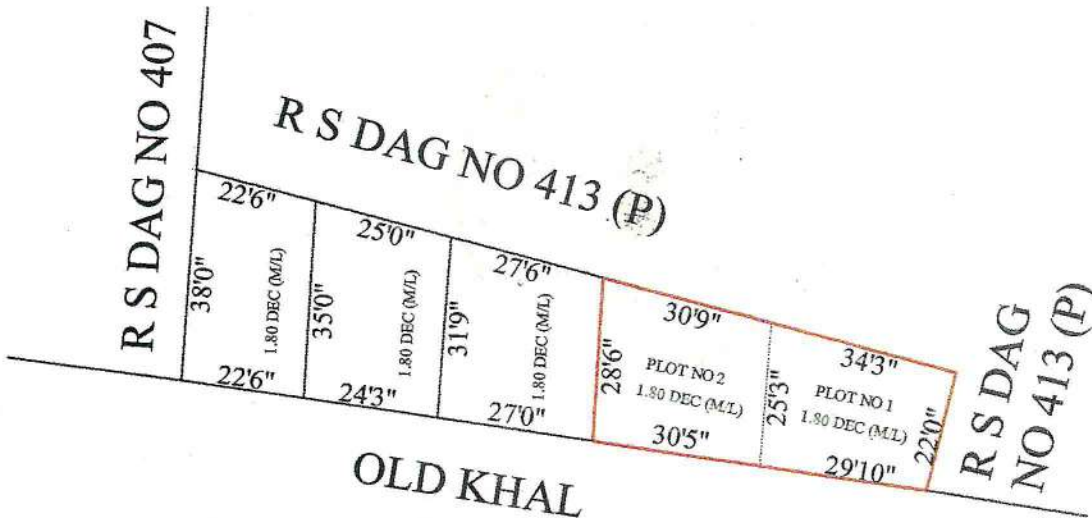 R S DAG NO 407
R S DAG NO 413 (P)
22'6"
38'0"
1.80 DEC (M/L)
22'6"
25'0"
35'0"
1.80 DEC (M/L)
24'3"
27'6"
31'9"
1.80 DEC (M/L)
27'0"
30'9"
28'6"
PLOT NO 2
1.80 DEC (M/L)
30'5"
34'3"
25'3"
PLOT NO 1
1.80 DEC (M/L)
22'0"
29'10"
R S DAG
NO 413 (P)
OLD KHAL